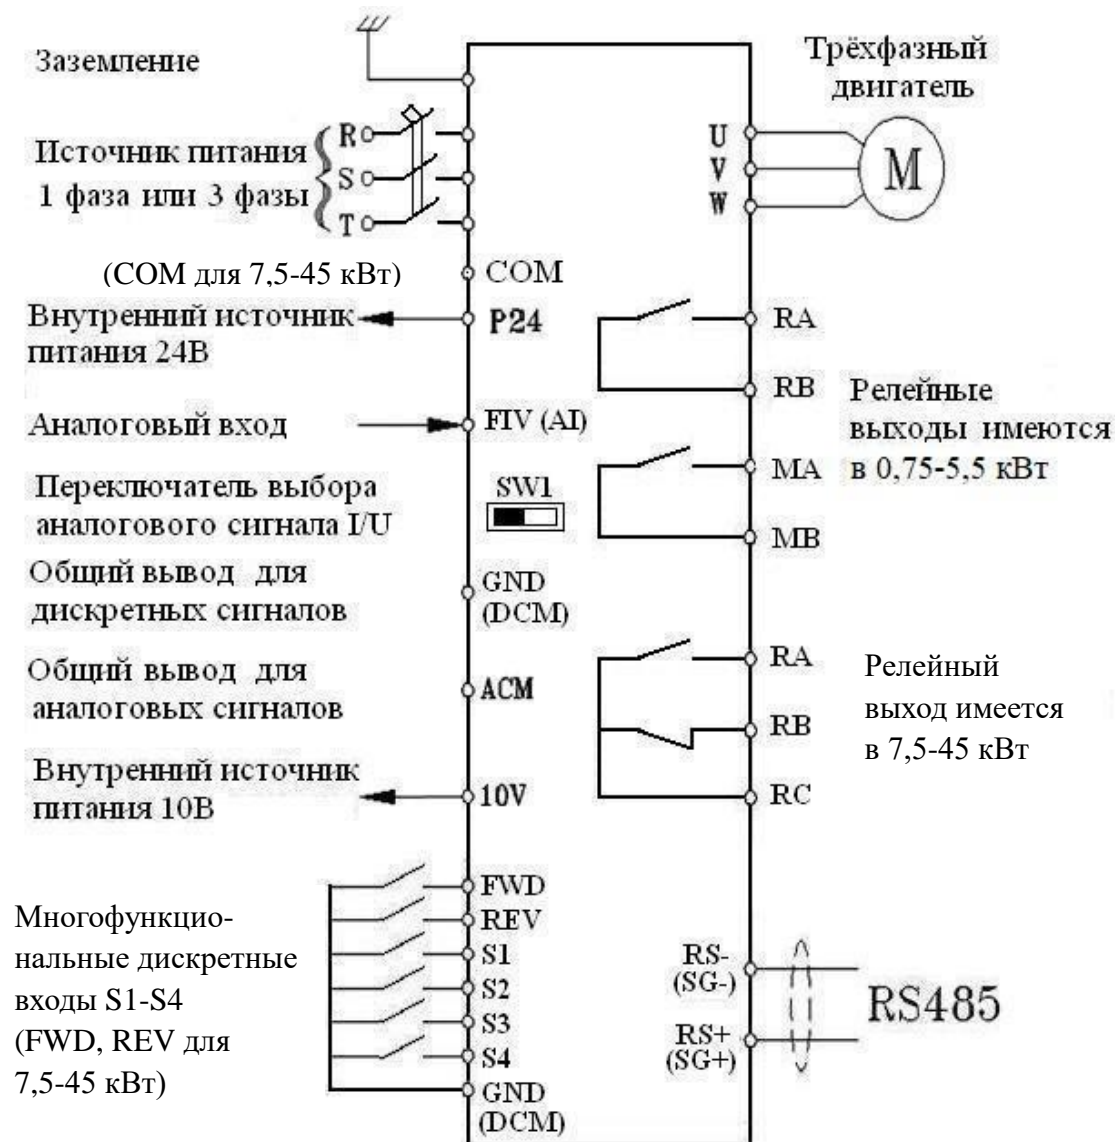 Заземление
Источник питания
1 фаза или 3 фазы
R
S
T
(COM для 7,5-45 кВт)
COM
Внутренний источник
питания 24В
P24
Аналоговый вход
FIV (AI)
Переключатель выбора
аналогового сигнала I/U
SW1
Общий вывод для
дискретных сигналов
GND
(DCM)
Общий вывод для
аналоговых сигналов
ACM
Внутренний источник
питания 10В
10V
Многофункцио-
нальные дискретные
входы S1-S4
(FWD, REV для
7,5-45 кВт)
FWD
REV
S1
S2
S3
S4
GND
(DCM)
Трёхфазный
двигатель
U
V
W
M
RA
RB
MA
MB
Релейные
выходы имеются
в 0,75-5,5 кВт
RA
RB
RC
Релейный
выход имеется
в 7,5-45 кВт
RS-
(SG-)
RS+
(SG+)
RS485